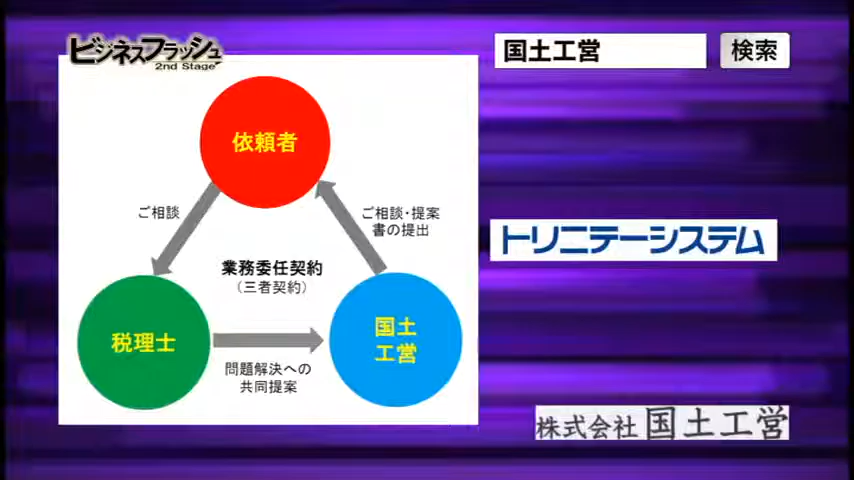 ビジネスフラッシュ
2nd Stage
国土工営
検索
依頼者
ご相談
ご相談・提案
書の提出
業務委任契約
（三者契約）
トリニテーシステム
税理士
国土
工営
問題解決への
共同提案
株式会社国土工営